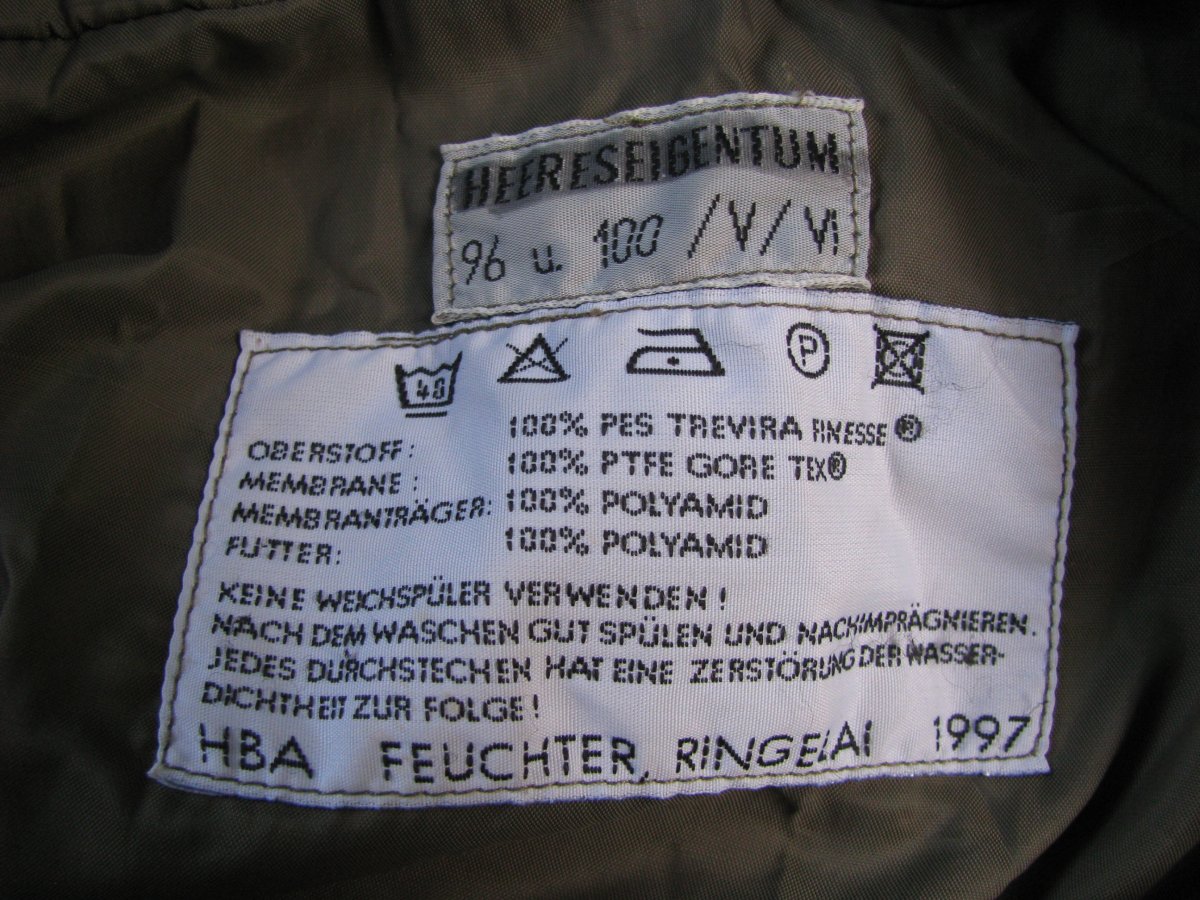 HEERESEIGENTUM
96 u. 100 /V/VI
40 P
OBERSTOFF: 100% PES TREVIRA FINESSE ®
MEMBRANE: 100% PTFE GORE TEX®
MEMBRANTRÄGER: 100% POLYAMID
FUTTER: 100% POLYAMID
KEINE WEICHSPÜLER VERWENDEN!
NACH DEM WASCHEN GUT SPÜLEN UND NACHIMPRÄGNIEREN.
JEDES DURCHSTECHEN HAT EINE ZERSTÖRUNG DER WASSER-
DICHTHEIT ZUR FOLGE!
HBA FEUCHTER, RINGELAI 1997